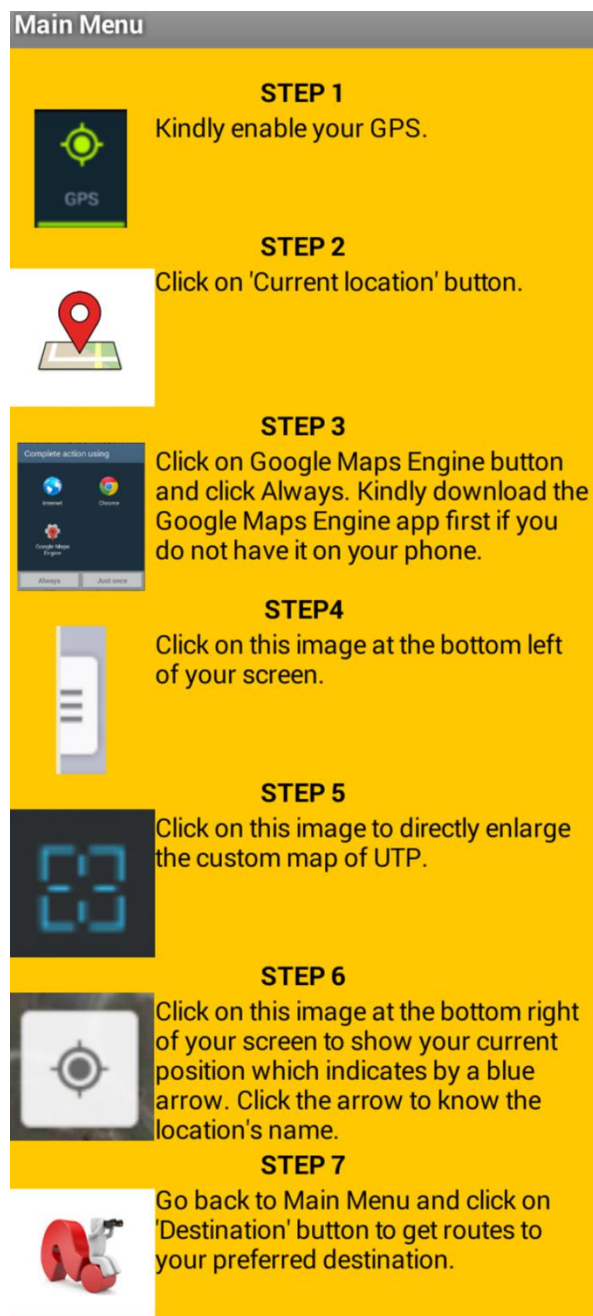 Main Menu
STEP 1
Kindly enable your GPS.
GPS
STEP 2
Click on 'Current location' button.
STEP 3
Complete action using
Internet
Chrome
Google Maps
Engine
Always
Just once
Click on Google Maps Engine button
and click Always. Kindly download the
Google Maps Engine app first if you
do not have it on your phone.
STEP4
Click on this image at the bottom left
of your screen.
STEP 5
Click on this image to directly enlarge
the custom map of UTP.
STEP 6
Click on this image at the bottom right
of your screen to show your current
position which indicates by a blue
arrow. Click the arrow to know the
location's name.
STEP 7
Go back to Main Menu and click on
'Destination' button to get routes to
your preferred destination.